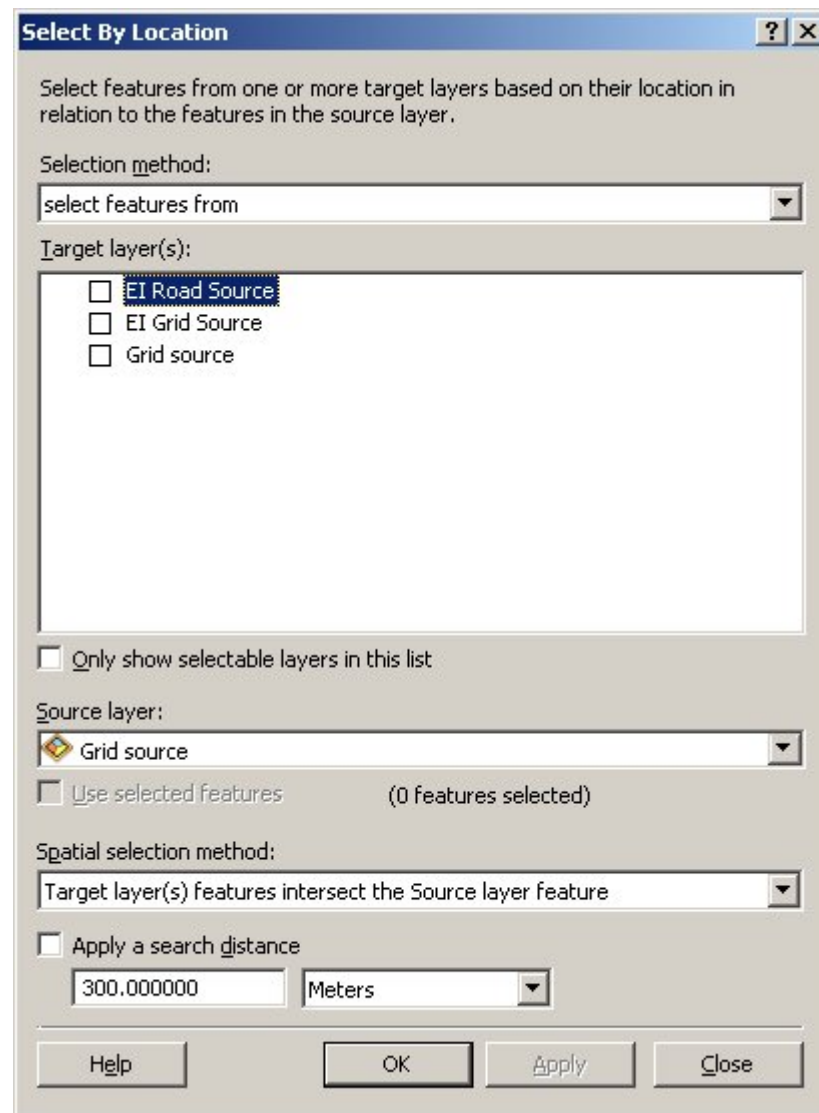 Select By Location
Select features from one or more target layers based on their location in
relation to the features in the source layer.
Selection method:
select features from
Target layer(s):
EI Road Source
EI Grid Source
Grid source
Only show selectable layers in this list
Source layer:
Grid source
Use selected features (0 features selected)
Spatial selection method:
Target layer(s) features intersect the Source layer feature
Apply a search distance
300.000000 Meters
Help OK Apply Close